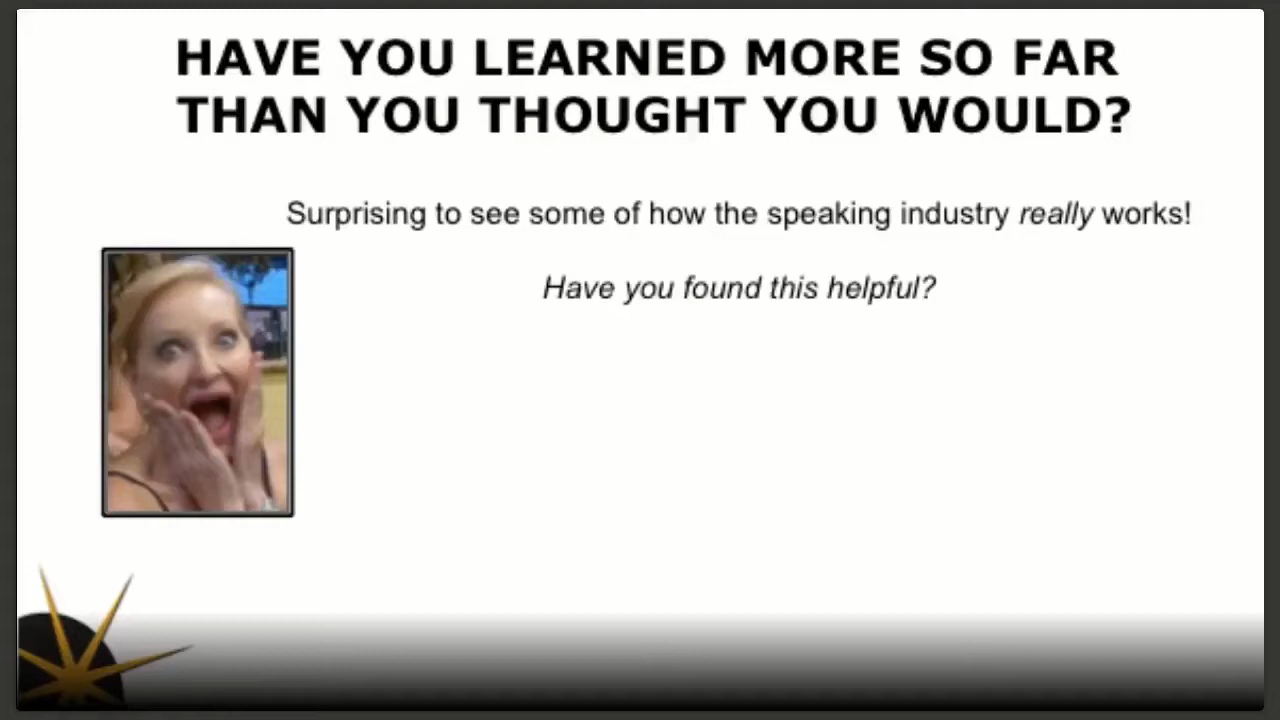 HAVE YOU LEARNED MORE SO FAR
THAN YOU THOUGHT YOU WOULD?
Surprising to see some of how the speaking industry really works!
Have you found this helpful?